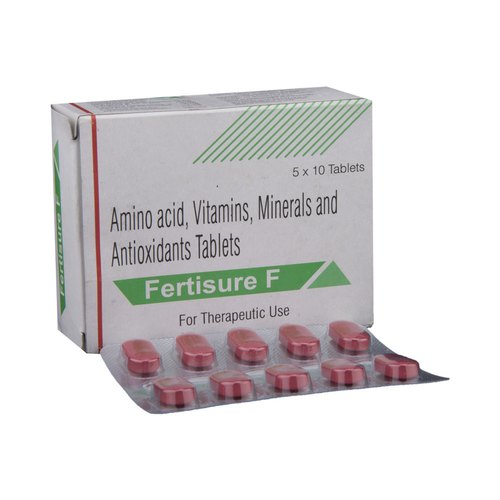 5 x 10 Tablets
Amino acid, Vitamins, Minerals and
Antioxidants Tablets
Fertisure F
For Therapeutic Use
Fertisure F